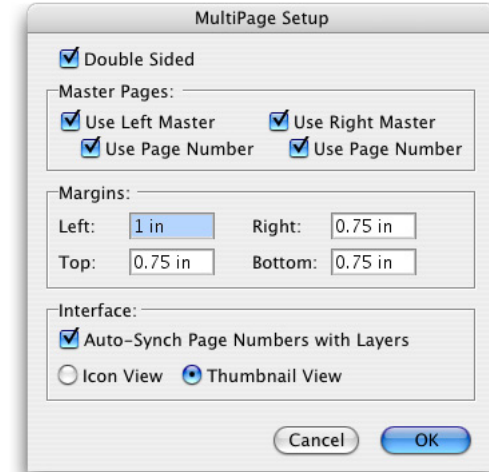 MultiPage Setup
Double Sided
Master Pages:
Use Left Master Use Right Master
Use Page Number Use Page Number
Margins:
Left: 1 in Right: 0.75 in
Top: 0.75 in Bottom: 0.75 in
Interface:
Auto-Synch Page Numbers with Layers
Icon View Thumbnail View
Cancel OK